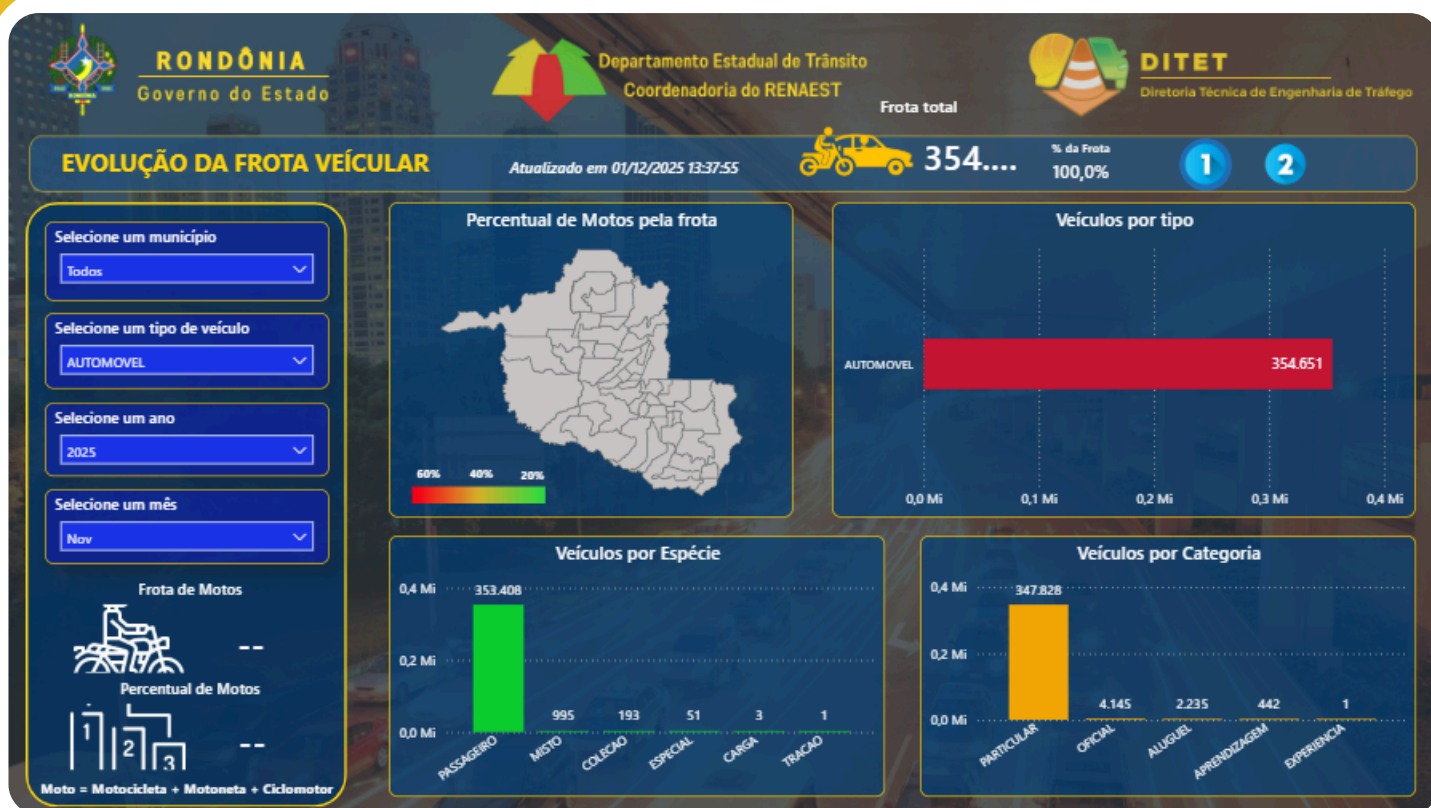 RONDÔNIA
Governo do Estado
Departamento Estadual de Trânsito
Coordenadoria do RENAEST
DITET
Diretoria Técnica de Engenharia de Tráfego
Frota total
EVOLUÇÃO DA FROTA VEÍCULAR
Atualizado em 01/12/2025 13:37:55
354....
% da Frota
100,0%
1
2
Selecione um município
Todos
Selecione um tipo de veículo
AUTOMOVEL
Selecione um ano
2025
Selecione um mês
Nov
Frota de Motos
--
Percentual de Motos
1
2
3
--
Moto = Motocicleta + Motoneta + Ciclomotor
Percentual de Motos pela frota
60% 40% 20%
Veículos por tipo
AUTOMOVEL
354.651
0,0 Mi 0,1 Mi 0,2 Mi 0,3 Mi 0,4 Mi
Veículos por Espécie
0,4 Mi
0,2 Mi
0,0 Mi
353.408 995 193 51 3 1
PASSAGEIRO MISTO COLECAO ESPECIAL CARGA TRACAO
Veículos por Categoria
0,4 Mi
0,2 Mi
0,0 Mi
347.828 4.145 2.235 442 1
PARTICULAR OFICIAL ALUGUEL APRENDIZAGEM EXPERIENCIA